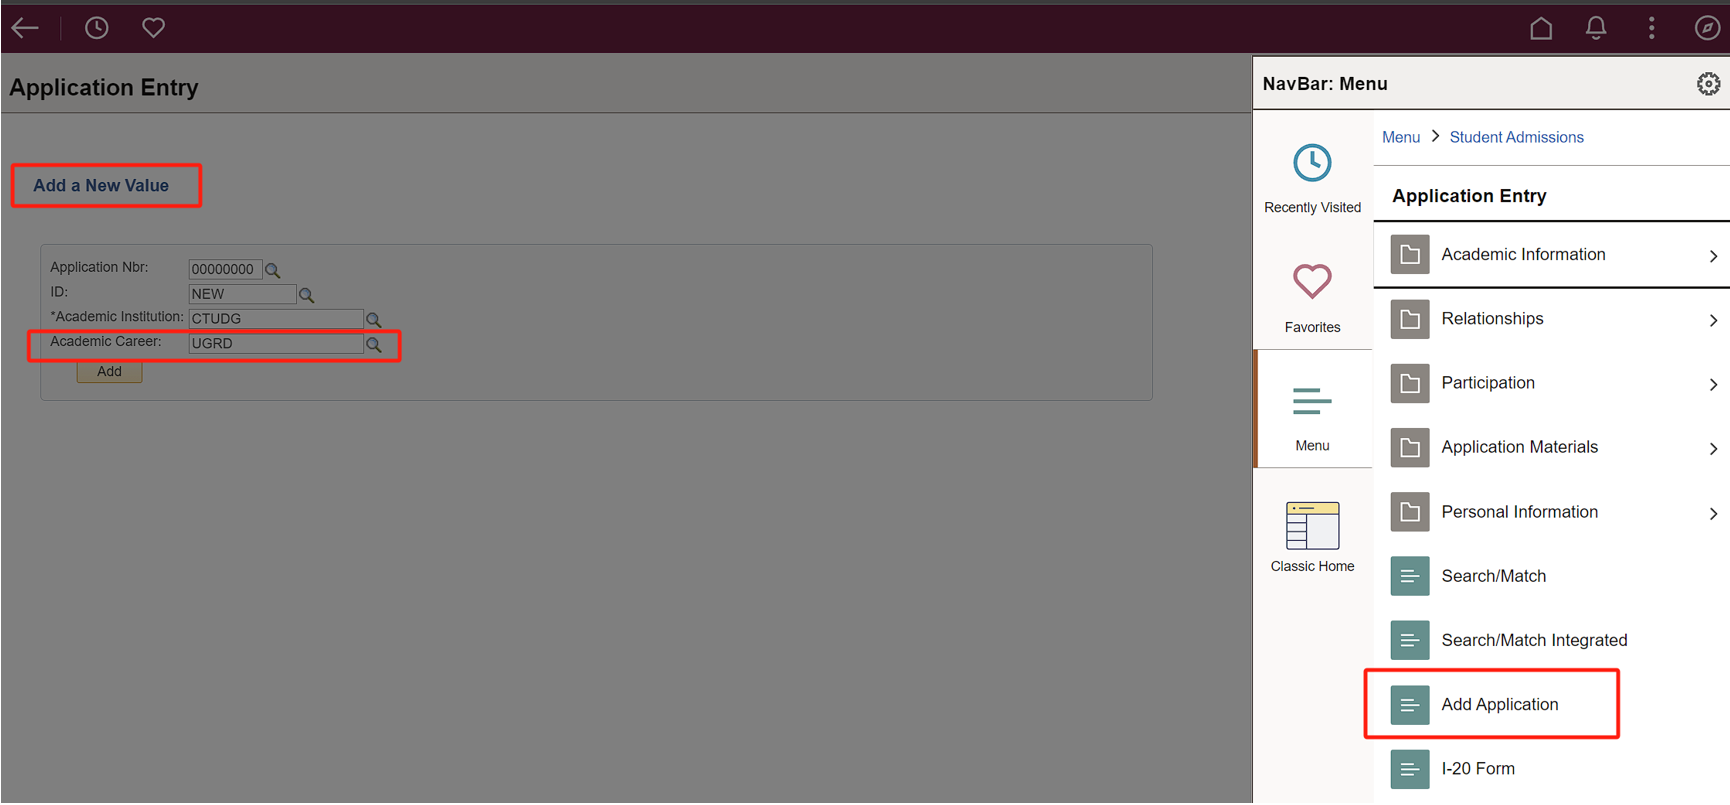 Application Entry
Add a New Value
Application Nbr: 00000000
ID: NEW
*Academic Institution: CTUDG
Academic Career: UGRD
Add
NavBar: Menu
Recently Visited
Favorites
Menu
Classic Home
Menu > Student Admissions
Application Entry
Academic Information
Relationships
Participation
Application Materials
Personal Information
Search/Match
Search/Match Integrated
Add Application
I-20 Form